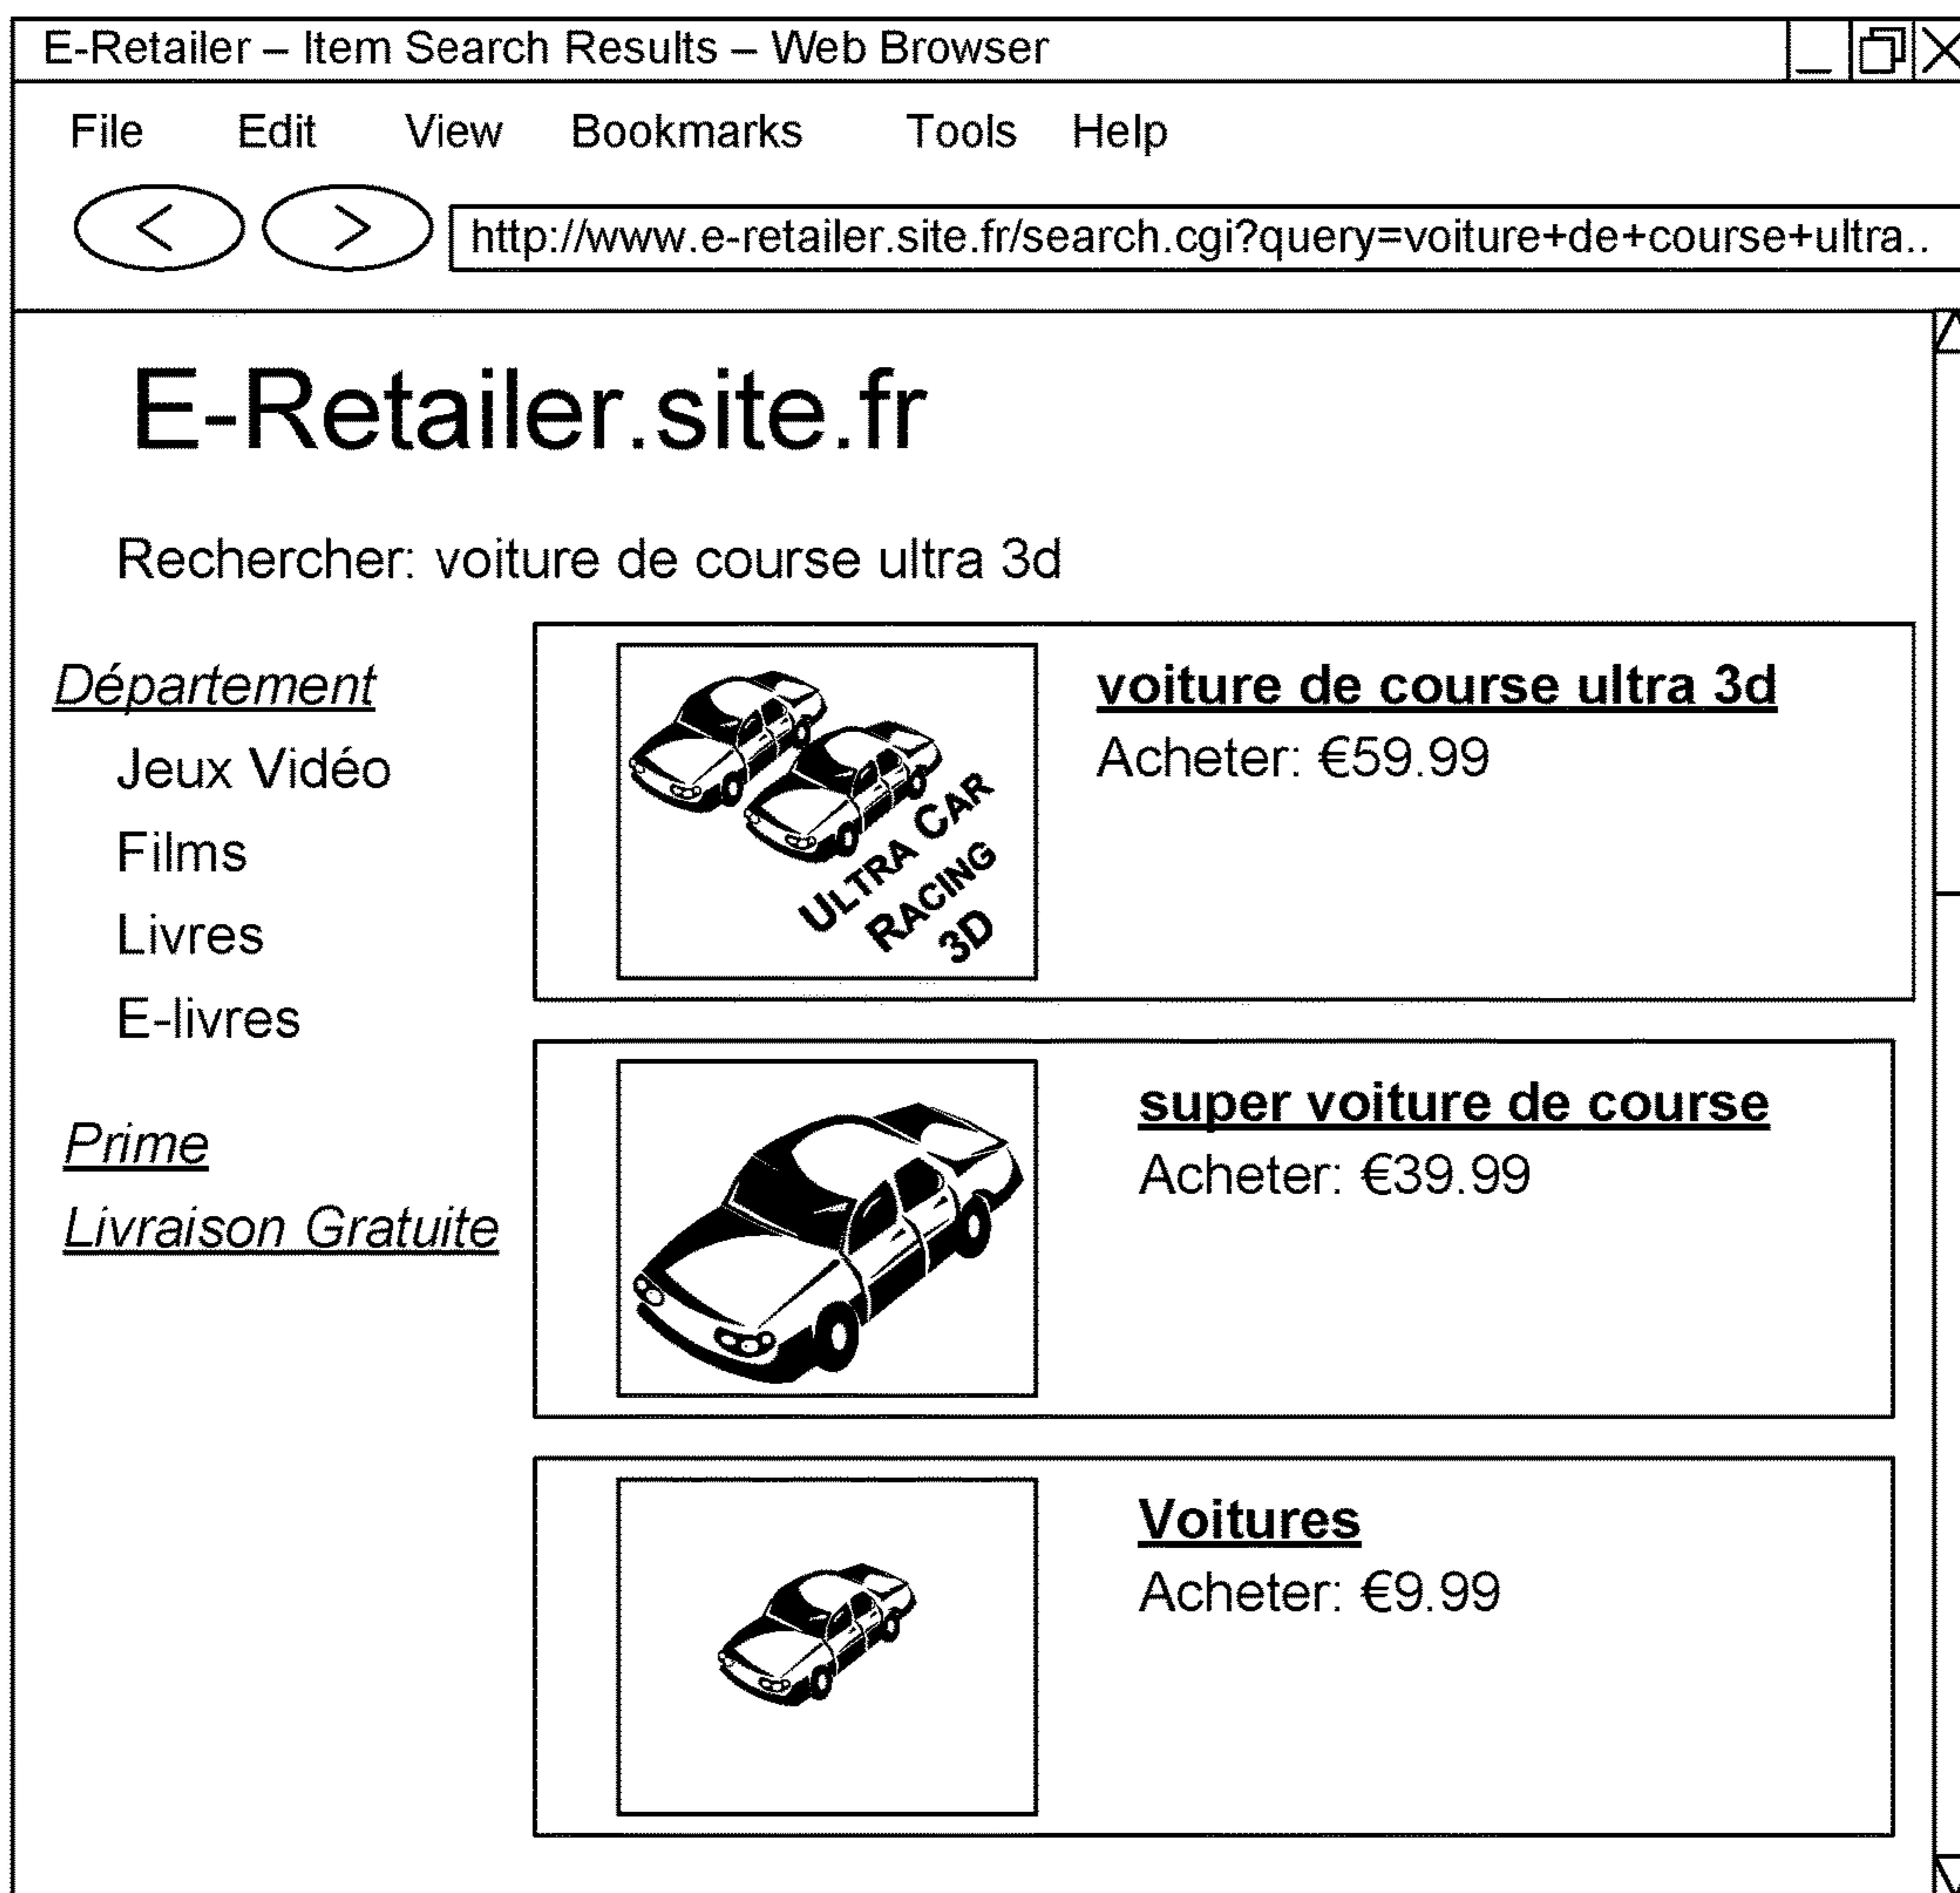 E-Retailer – Item Search Results – Web Browser
File Edit View Bookmarks Tools Help
http://www.e-retailer.site.fr/search.cgi?query=voiture+de+course+ultra..
E-Retailer.site.fr
Rechercher: voiture de course ultra 3d
Département
Jeux Vidéo
Films
Livres
E-livres
Prime
Livraison Gratuite
ULTRA CAR
RACING
3D
voiture de course ultra 3d
Acheter: €59.99
super voiture de course
Acheter: €39.99
Voitures
Acheter: €9.99